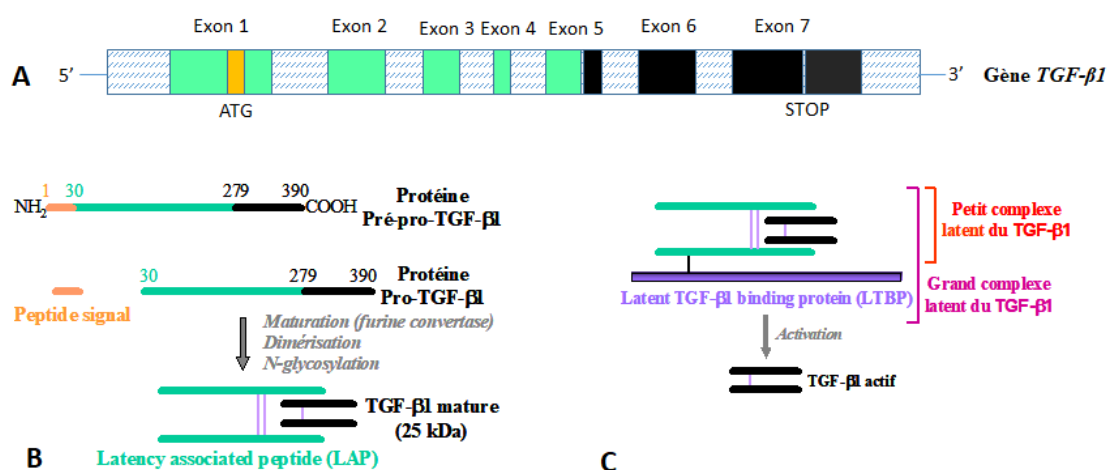 Exon 1 Exon 2 Exon 3 Exon 4 Exon 5 Exon 6 Exon 7
A 5’ 3’ Gène TGF-β1
ATG STOP
1 30 279 390
NH2 COOH Protéine
Pré-pro-TGF-β1
30 279 390 Protéine
Pro-TGF-β1
Peptide signal
Maturation (furine convertase)
Dimérisation
N-glycosylation
TGF-β1 mature
(25 kDa)
B Latency associated peptide (LAP)
Petit complexe
latent du TGF-β1
Latent TGF-β1 binding protein (LTBP)
Grand complexe
latent du TGF-β1
Activation
TGF-β1 actif
C